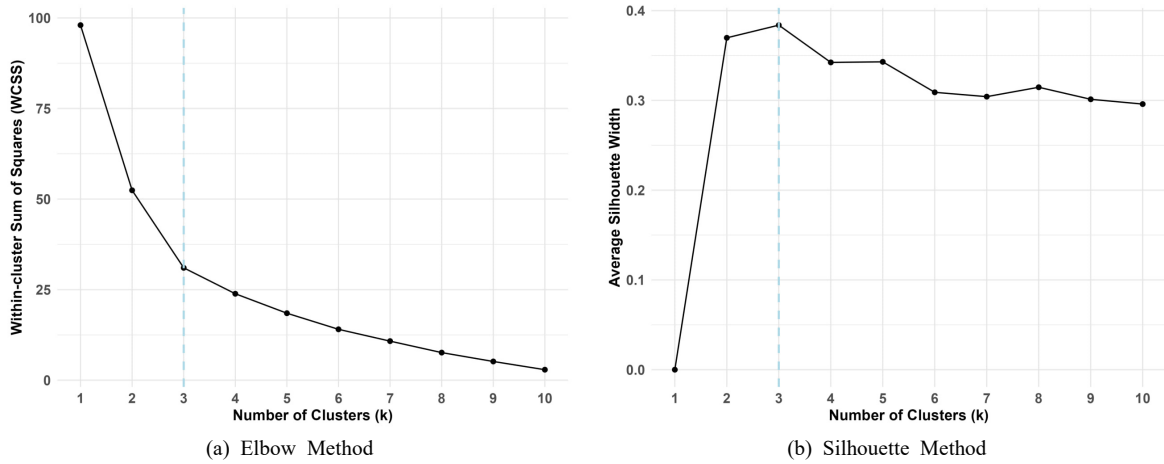 Within-cluster Sum of Squares (WCSS)
100
75
50
25
0
1 2 3 4 5 6 7 8 9 10
Number of Clusters (k)
(a) Elbow Method
Average Silhouette Width
0.4
0.3
0.2
0.1
0.0
1 2 3 4 5 6 7 8 9 10
Number of Clusters (k)
(b) Silhouette Method